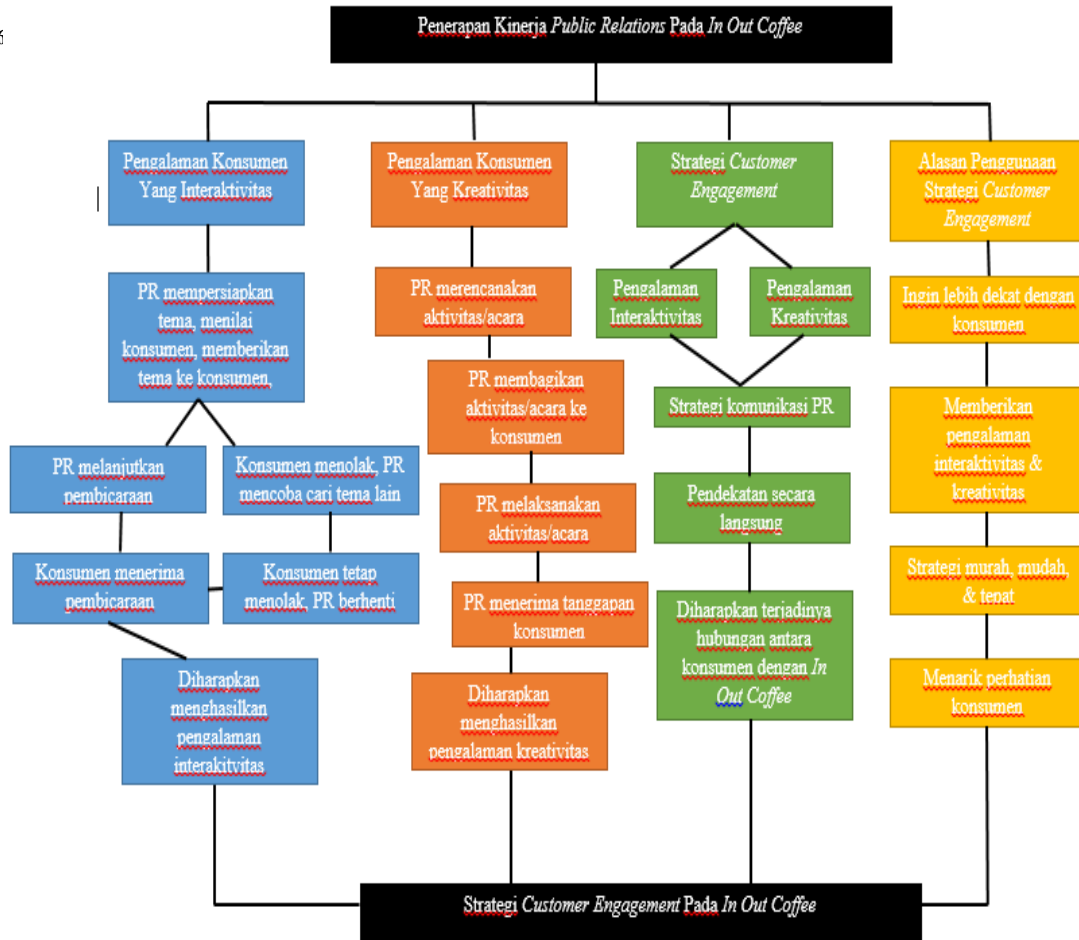 Penerapan Kinerja Public Relations Pada In Out Coffee
Pengalaman Konsumen
Yang Interaktivitas
PR mempersiapkan
tema, menilai
konsumen, memberikan
tema ke konsumen,
PR melanjutkan
pembicaraan
Konsumen menolak, PR
mencoba cari tema lain
Konsumen menerima
pembicaraan
Konsumen tetap
menolak, PR berhenti
Diharapkan
menghasilkan
pengalaman
interakitvitas
Pengalaman Konsumen
Yang Kreativitas
PR merencanakan
aktivitas/acara
PR membagikan
aktivitas/acara ke
konsumen
PR melaksanakan
aktivitas/acara
PR menerima tanggapan
konsumen
Diharapkan
menghasilkan
pengalaman kreativitas
Strategi Customer
Engagement
Pengalaman
Interaktivitas
Pengalaman
Kreativitas
Strategi komunikasi PR
Pendekatan secara
langsung
Diharapkan terjadinya
hubungan antara
konsumen dengan In
Out Coffee
Alasan Penggunaan
Strategi Customer
Engagement
Ingin lebih dekat dengan
konsumen
Memberikan
pengalaman
interaktivitas &
kreativitas
Strategi murah, mudah,
& tepat
Menarik perhatian
konsumen
Strategi Customer Engagement Pada In Out Coffee